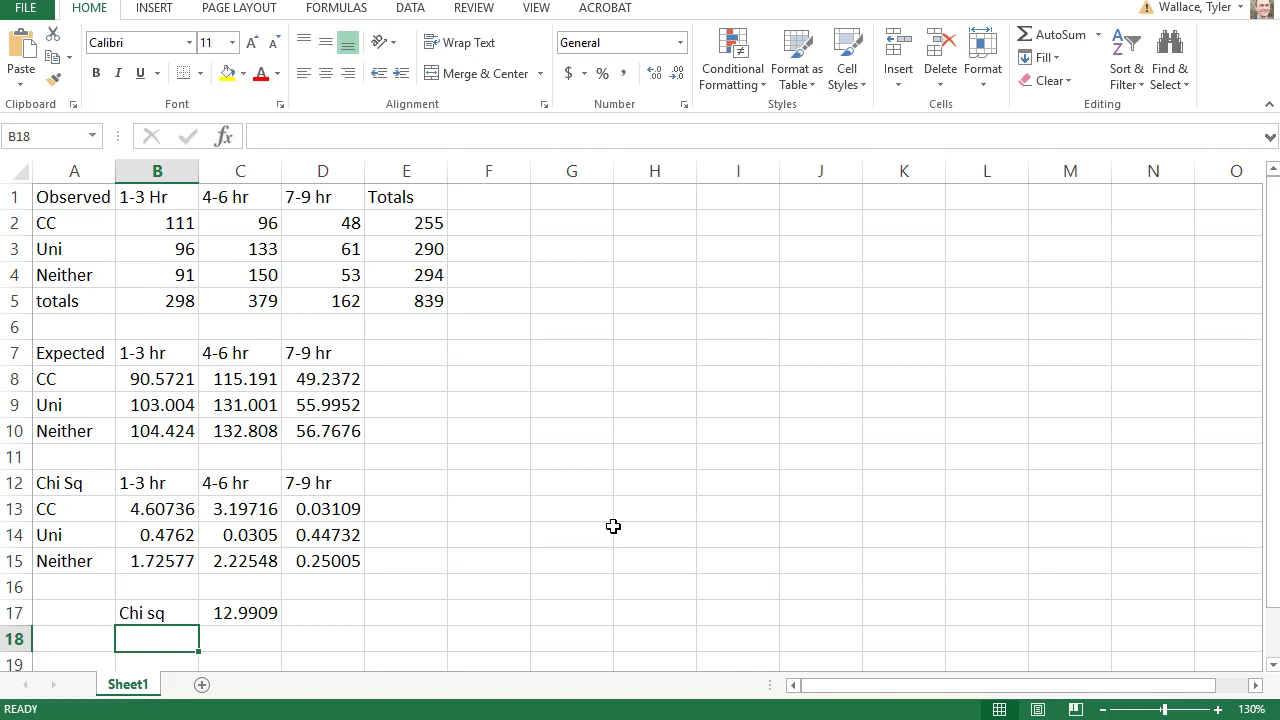 FILE HOME INSERT PAGE LAYOUT FORMULAS DATA REVIEW VIEW ACROBAT Wallace, Tyler
Calibri 11 A A Wrap Text General AutoSum
Paste B I U A Merge & Center $ % , Conditional Formatting Format as Table Cell Styles Insert Delete Format Fill Clear Sort & Filter Find & Select
Clipboard Font Alignment Number Styles Cells Editing
B18 fx
A B C D E F G H I J K L M N O
1 Observed 1-3 Hr 4-6 hr 7-9 hr Totals
2 CC 111 96 48 255
3 Uni 96 133 61 290
4 Neither 91 150 53 294
5 totals 298 379 162 839
6
7 Expected 1-3 hr 4-6 hr 7-9 hr
8 CC 90.5721 115.191 49.2372
9 Uni 103.004 131.001 55.9952
10 Neither 104.424 132.808 56.7676
11
12 Chi Sq 1-3 hr 4-6 hr 7-9 hr
13 CC 4.60736 3.19716 0.03109
14 Uni 0.4762 0.0305 0.44732
15 Neither 1.72577 2.22548 0.25005
16
17 Chi sq 12.9909
18
19
Sheet1
READY 130%